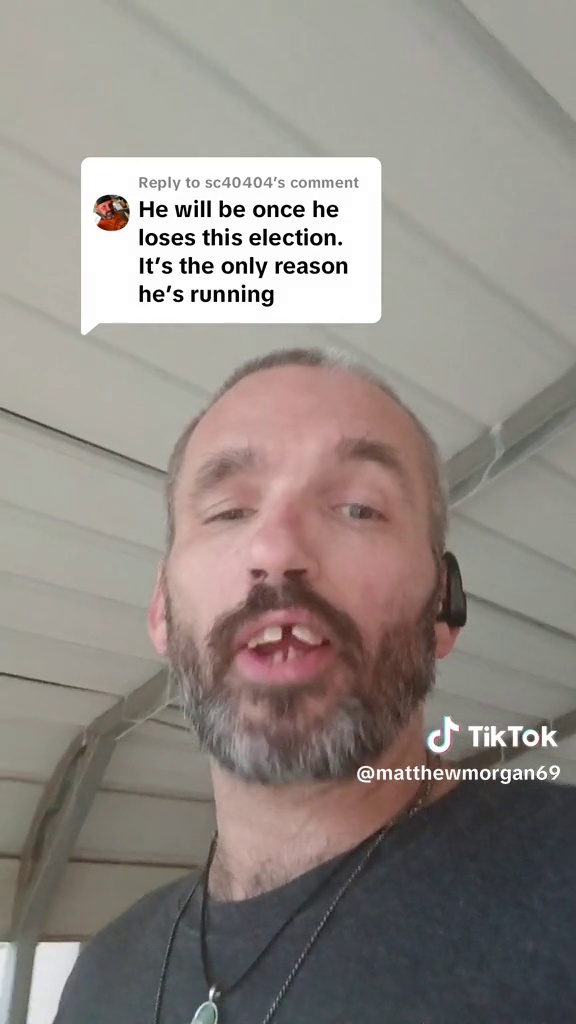 Reply to sc40404's comment
He will be once he
loses this election.
It's the only reason
he's running
TikTok
@matthewmorgan69